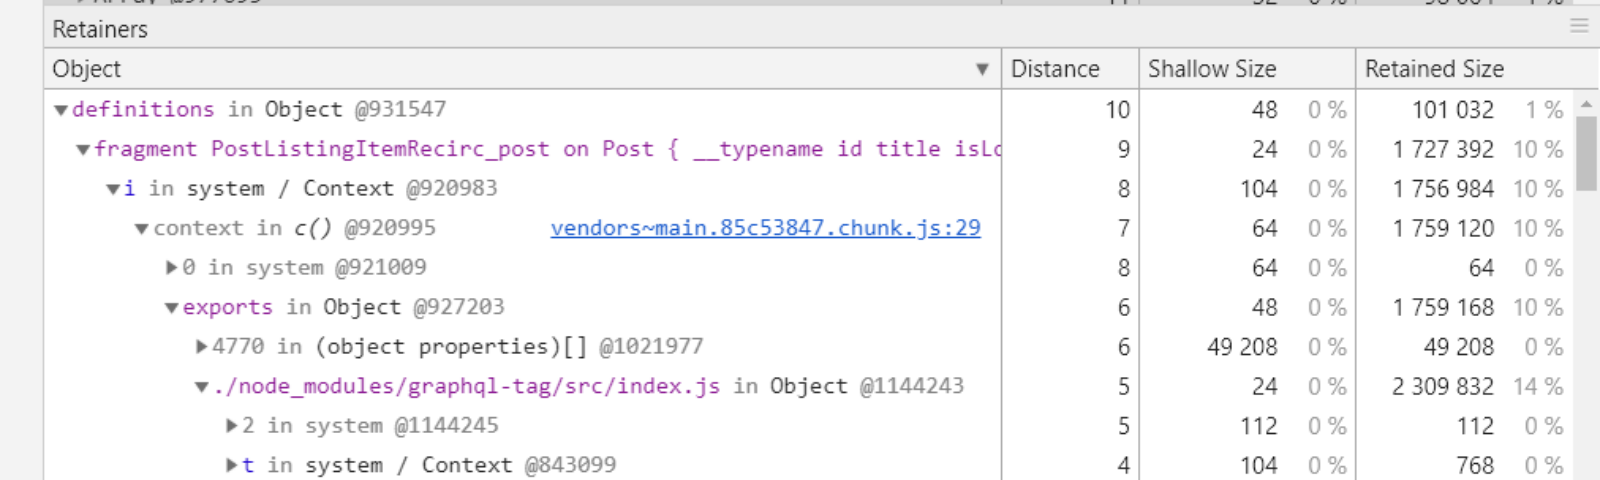 Retainers
Object Distance Shallow Size Retained Size
definitions in Object @931547 10 48 0 % 101 032 1 %
fragment PostListingItemRecirc_post on Post { __typename id title isLo 9 24 0 % 1 727 392 10 %
i in system / Context @920983 8 104 0 % 1 756 984 10 %
context in c() @920995 vendors~main.85c53847.chunk.js:29 7 64 0 % 1 759 120 10 %
0 in system @921009 8 64 0 % 64 0 %
exports in Object @927203 6 48 0 % 1 759 168 10 %
4770 in (object properties)[] @1021977 6 49 208 0 % 49 208 0 %
./node_modules/graphql-tag/src/index.js in Object @1144243 5 24 0 % 2 309 832 14 %
2 in system @1144245 5 112 0 % 112 0 %
t in system / Context @843099 4 104 0 % 768 0 %